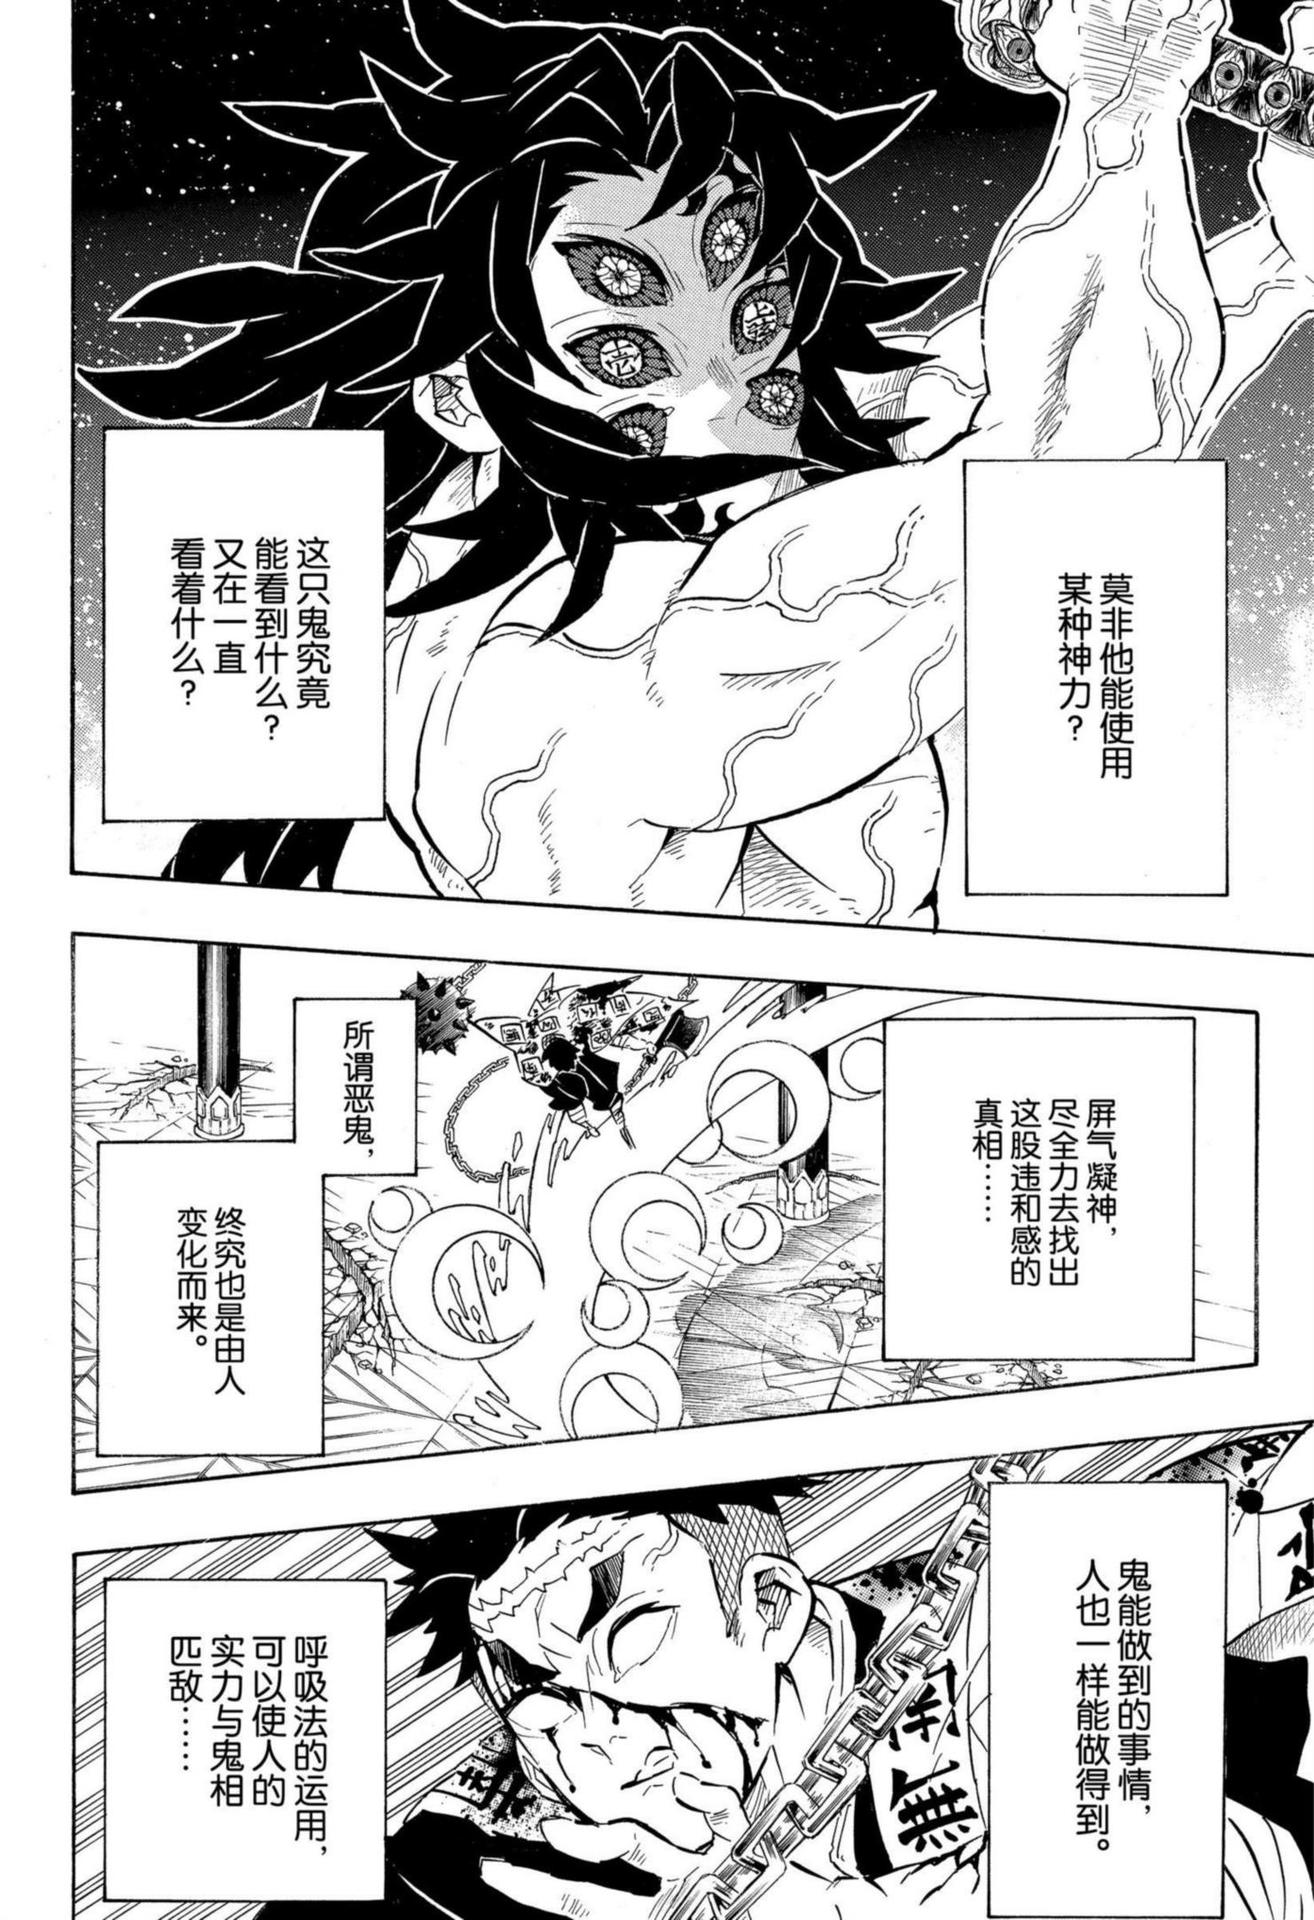 莫非他能使用
某种神力？
上弦
壱
这只鬼究竟
能看到什么？
又在一直
看着什么？
屏气凝神，
尽全力去找出
这股违和感的
真相……
所谓恶鬼，
终究也是由人
变化而来。
鬼能做到的事情，
人也一样能做得到。
無
呼吸法的运用，
可以使人的
实力与鬼相
匹敌……